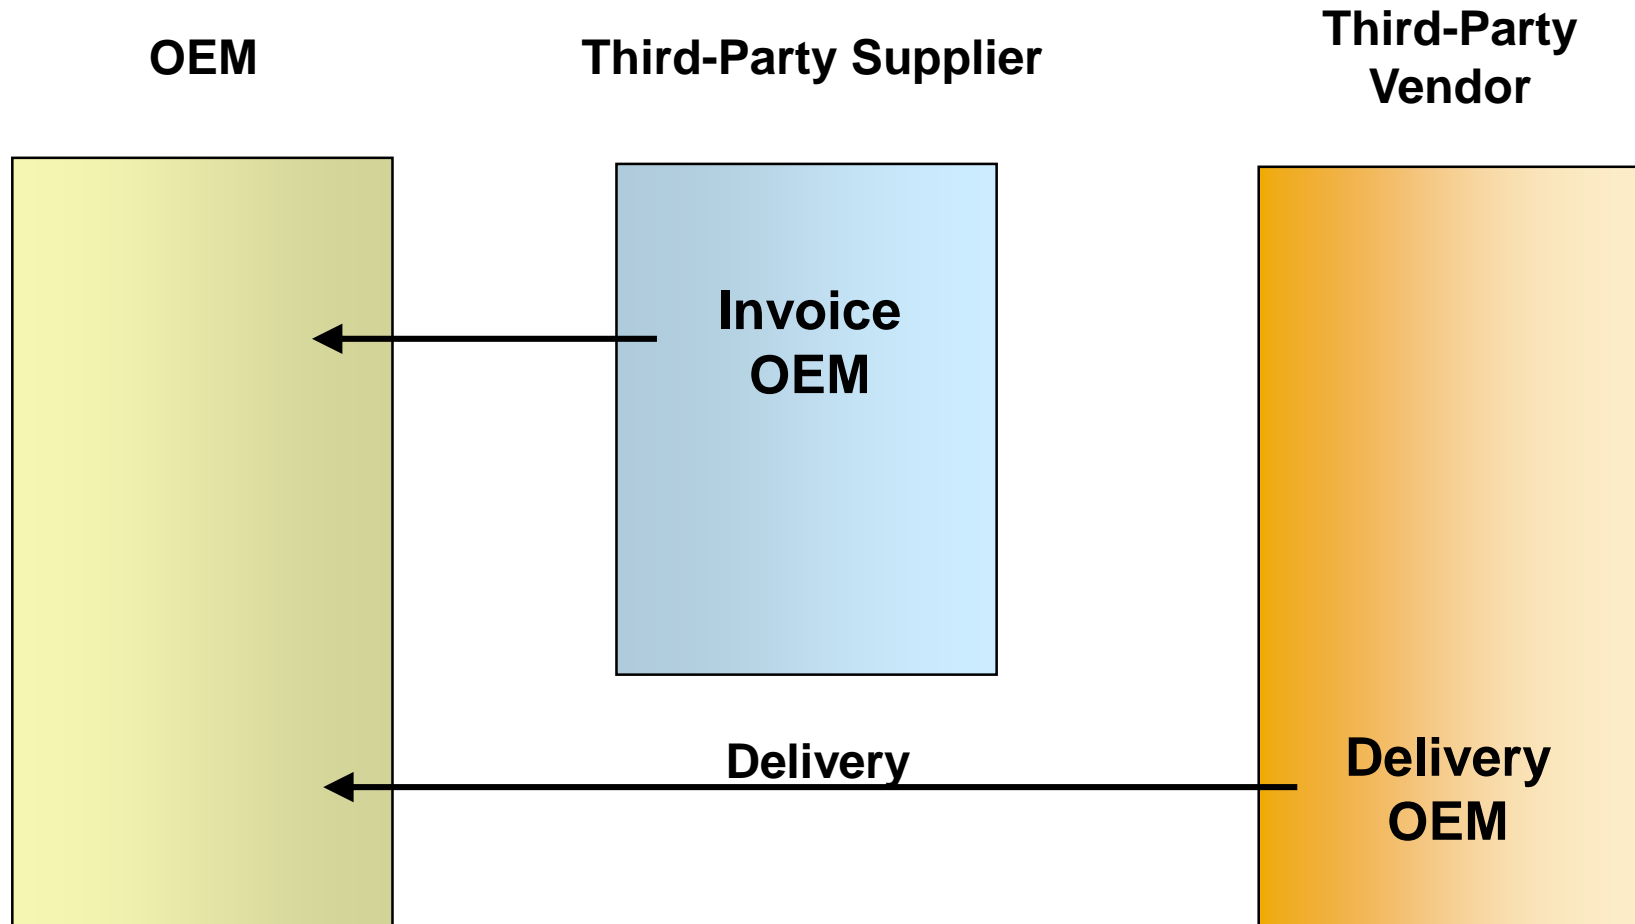 OEM
Third-Party Supplier
Third-Party
Vendor
Invoice
OEM
Delivery
Delivery
OEM